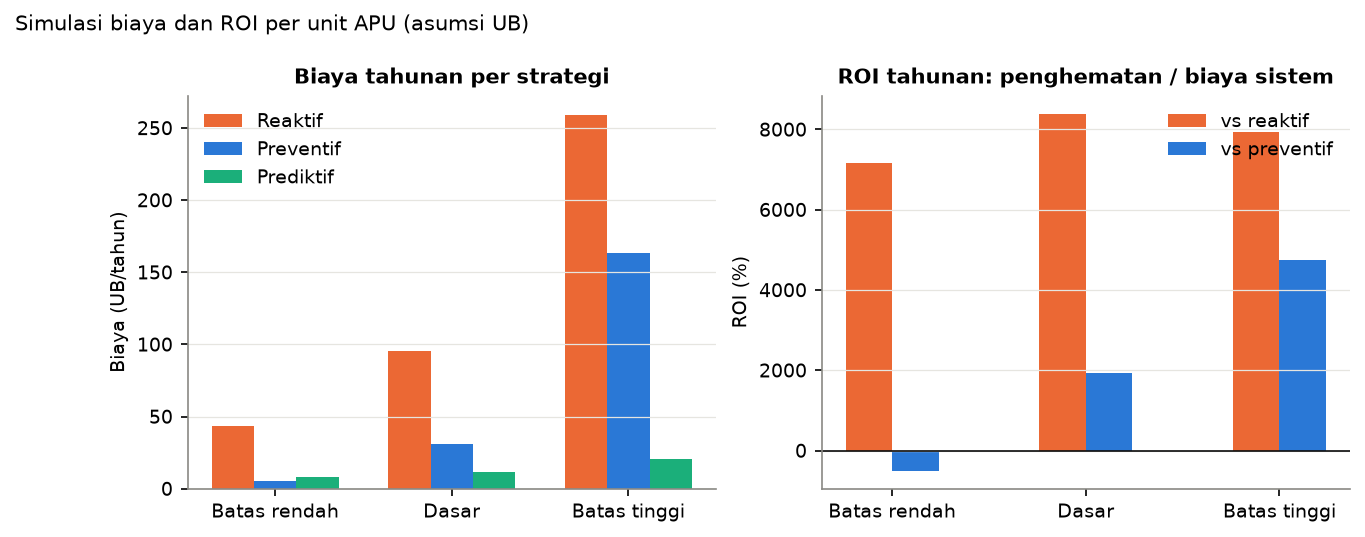 Simulasi biaya dan ROI per unit APU (asumsi UB)
Biaya tahunan per strategi
Biaya (UB/tahun)
250
200
150
100
50
0
Reaktif
Preventif
Prediktif
Batas rendah
Dasar
Batas tinggi
ROI tahunan: penghematan / biaya sistem
ROI (%)
8000
6000
4000
2000
0
vs reaktif
vs preventif
Batas rendah
Dasar
Batas tinggi